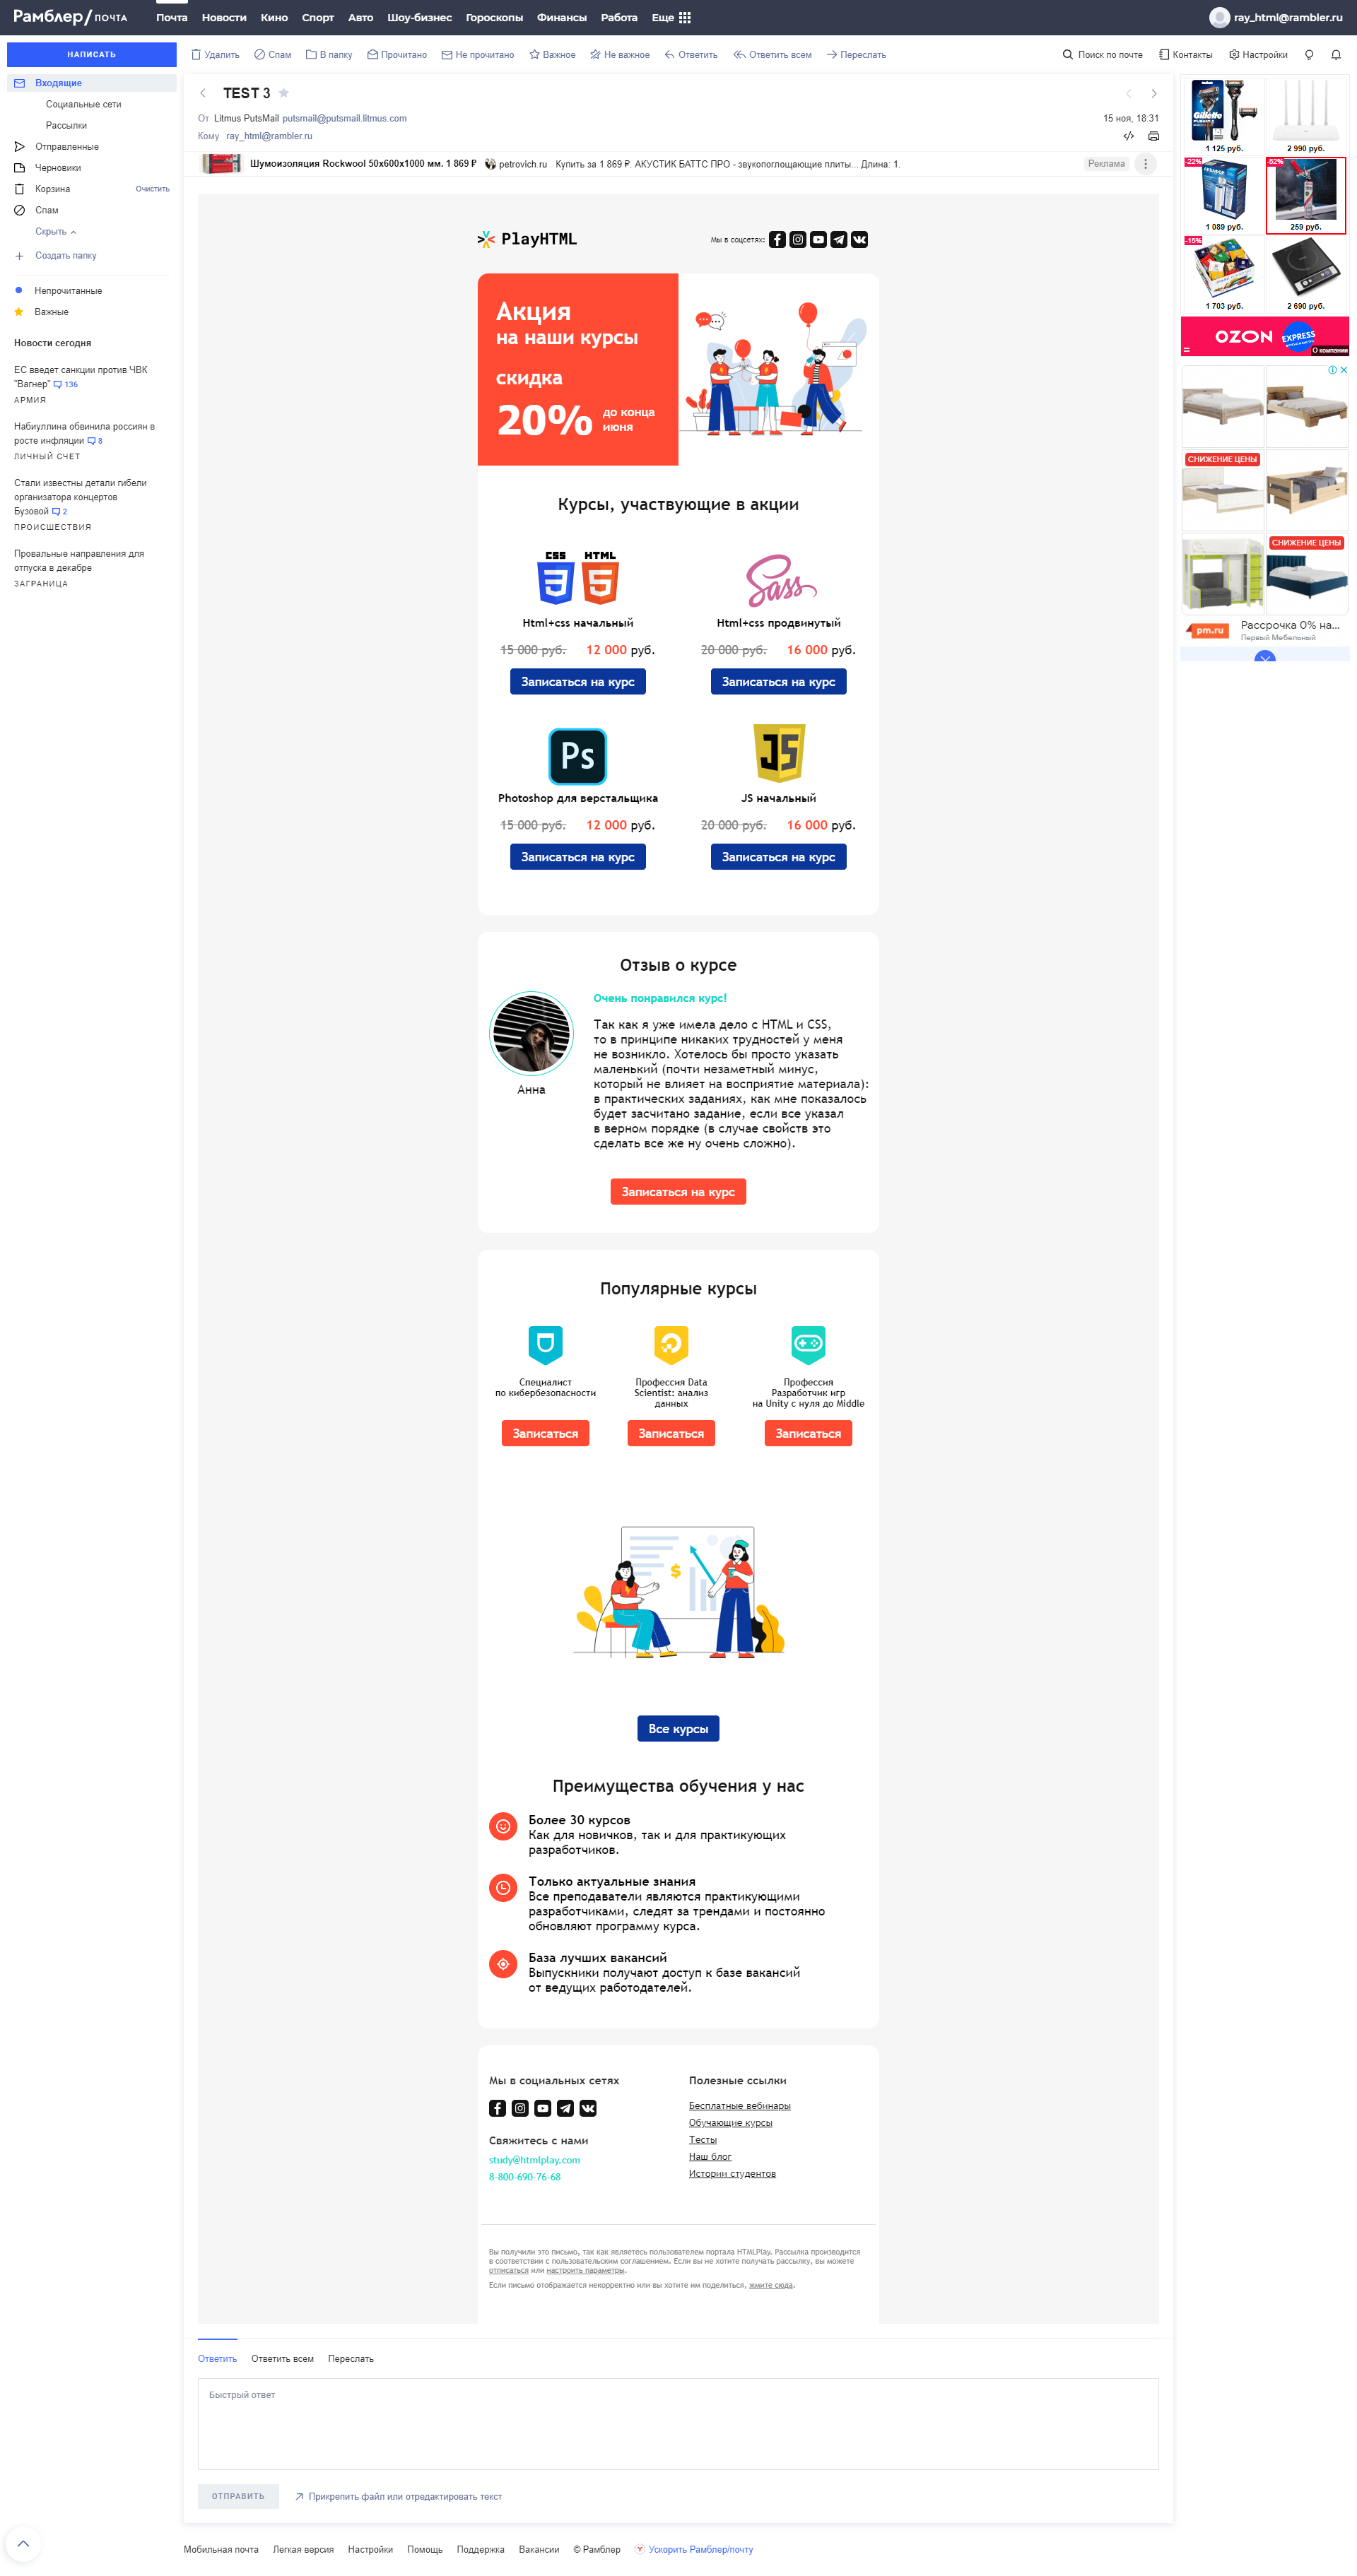 Рамблер/ПОЧТА
Почта Новости Кино Спорт Авто Шоу-бизнес Гороскопы Финансы Работа Еще
ray_html@rambler.ru
НАПИСАТЬ
Удалить Спам В папку Прочитано Не прочитано Важное Не важное Ответить Ответить всем Переслать
Поиск по почте Контакты Настройки
Входящие
Социальные сети
Рассылки
Отправленные
Черновики
Корзина Очистить
Спам
Скрыть
Создать папку
Непрочитанные
Важные
Новости сегодня
ЕС введет санкции против ЧВК
"Вагнер" 136
АРМИЯ
Набиуллина обвинила россиян в
росте инфляции 8
ЛИЧНЫЙ СЧЕТ
Стали известны детали гибели
организатора концертов
Бузовой 2
ПРОИСШЕСТВИЯ
Провальные направления для
отпуска в декабре
ЗАГРАНИЦА
TEST 3
От Litmus PutsMail putsmail@putsmail.litmus.com
15 ноя, 18:31
Кому ray_html@rambler.ru
Шумоизоляция Rockwool 50x600x1000 мм. 1 869 ₽ petrovich.ru Купить за 1 869 ₽. АКУСТИК БАТТС ПРО - звукопоглощающие плиты... Длина: 1.
Реклама
PlayHTML
Мы в соцсетях:
Акция
на наши курсы
скидка
20% до конца
июня
Курсы, участвующие в акции
CSS HTML
3 5
Sass
Html+css начальный
Html+css продвинутый
15 000 руб. 12 000 руб.
20 000 руб. 16 000 руб.
Записаться на курс
Записаться на курс
Ps
JS
Photoshop для верстальщика
JS начальный
15 000 руб. 12 000 руб.
20 000 руб. 16 000 руб.
Записаться на курс
Записаться на курс
Отзыв о курсе
Анна
Очень понравился курс!
Так как я уже имела дело с HTML и CSS,
то в принципе никаких трудностей у меня
не возникло. Хотелось бы просто указать
маленький (почти незаметный минус,
который не влияет на восприятие материала):
в практических заданиях, как мне показалось
будет засчитано задание, если все указал
в верном порядке (в случае свойств это
сделать все же ну очень сложно).
Записаться на курс
Популярные курсы
Специалист
по кибербезопасности
Записаться
Профессия Data
Scientist: анализ
данных
Записаться
Профессия
Разработчик игр
на Unity с нуля до Middle
Записаться
$
Все курсы
Преимущества обучения у нас
Более 30 курсов
Как для новичков, так и для практикующих
разработчиков.
Только актуальные знания
Все преподаватели являются практикующими
разработчиками, следят за трендами и постоянно
обновляют программу курса.
База лучших вакансий
Выпускники получают доступ к базе вакансий
от ведущих работодателей.
Мы в социальных сетях
Свяжитесь с нами
study@htmlplay.com
8-800-690-76-68
Полезные ссылки
Бесплатные вебинары
Обучающие курсы
Тесты
Наш блог
Истории студентов
Вы получили это письмо, так как являетесь пользователем портала HTMLPlay. Рассылка производится
в соответствии с пользовательским соглашением. Если вы не хотите получать рассылку, вы можете
отписаться или настроить параметры.
Если письмо отображается некорректно или вы хотите им поделиться, жмите сюда.
Ответить Ответить всем Переслать
Быстрый ответ
ОТПРАВИТЬ
Прикрепить файл или отредактировать текст
Мобильная почта Легкая версия Настройки Помощь Поддержка Вакансии © Рамблер Ускорить Рамблер/почту
Gillette
1 125 руб.
2 990 руб.
-22%
1 089 руб.
-52%
259 руб.
-15%
1 703 руб.
2 690 руб.
OZON EXPRESS
О компании
СНИЖЕНИЕ ЦЕНЫ
СНИЖЕНИЕ ЦЕНЫ
pm.ru
Рассрочка 0% на...
Первый Мебельный